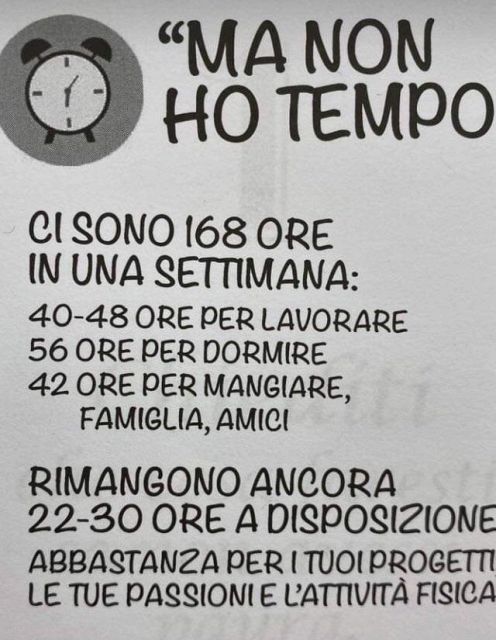 “MA NON
HO TEMPO
CI SONO 168 ORE
IN UNA SETTIMANA:
40-48 ORE PER LAVORARE
56 ORE PER DORMIRE
42 ORE PER MANGIARE,
FAMIGLIA, AMICI
RIMANGONO ANCORA
22-30 ORE A DISPOSIZIONE
ABBASTANZA PER I TUOI PROGETTI
LE TUE PASSIONI E L'ATTIVITÀ FISICA